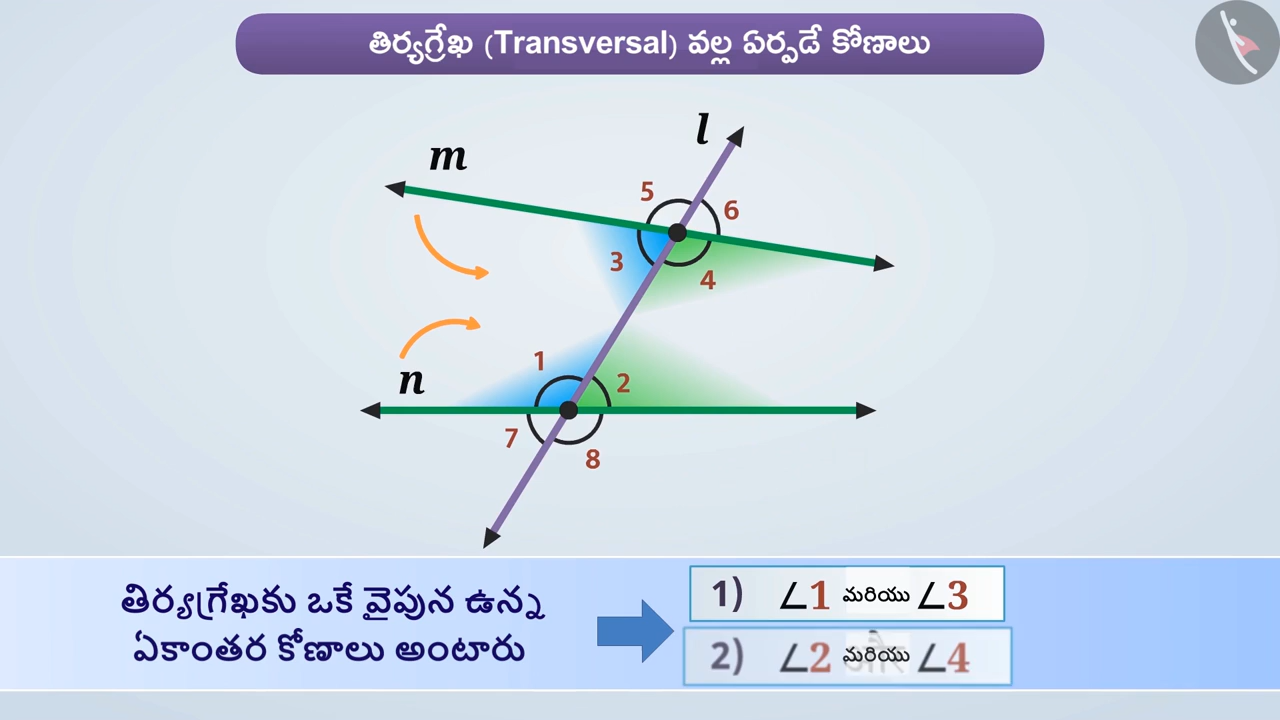 తిర్యగ్రేఖ (Transversal) వల్ల ఏర్పడే కోణాలు
l
m
5
6
3
4
1
n
2
7
8
తిర్యగ్రేఖకు ఒకే వైపున ఉన్న
ఏకాంతర కోణాలు అంటారు
1) ∠1 మరియు ∠3
2) ∠2 మరియు ∠4